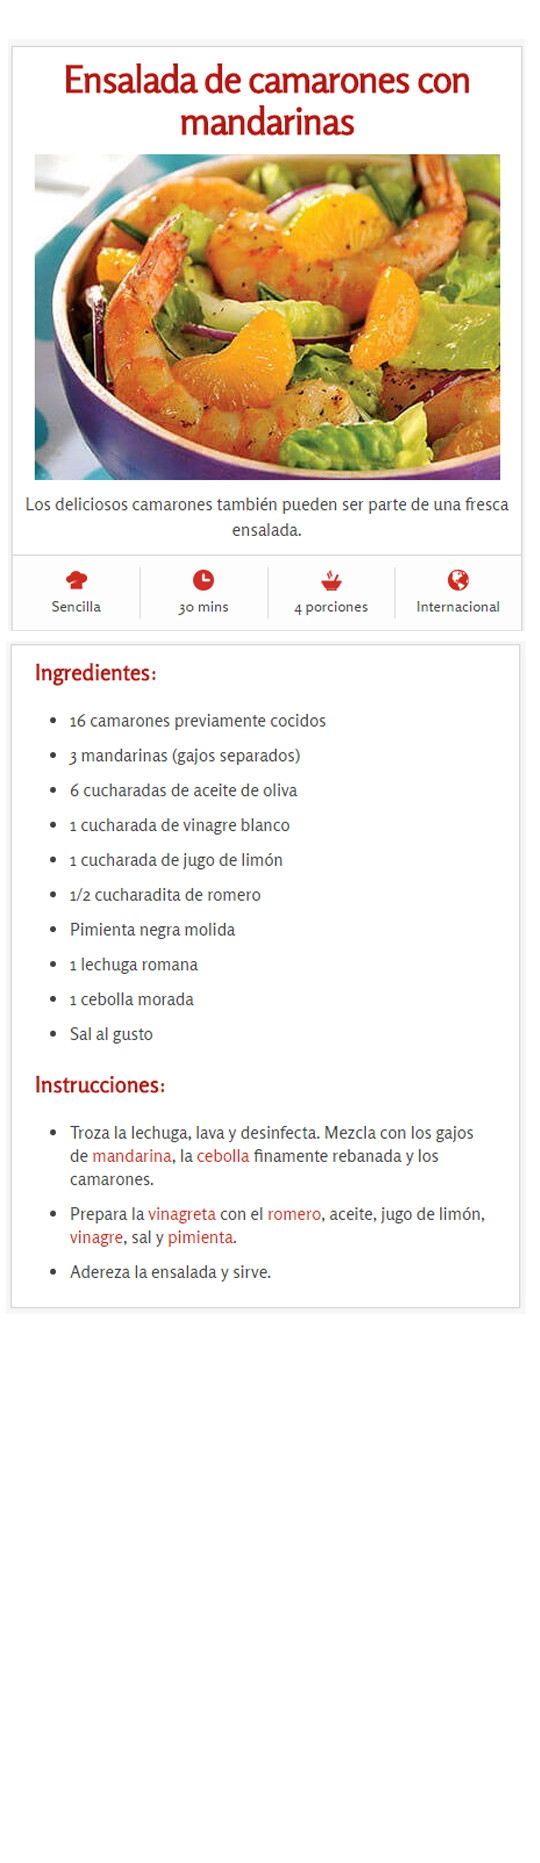 Ensalada de camarones con
mandarinas
Los deliciosos camarones también pueden ser parte de una fresca
ensalada.
Sencilla
30 mins
4 porciones
Internacional
Ingredientes:
• 16 camarones previamente cocidos
• 3 mandarinas (gajos separados)
• 6 cucharadas de aceite de oliva
• 1 cucharada de vinagre blanco
• 1 cucharada de jugo de limón
• 1/2 cucharadita de romero
• Pimienta negra molida
• 1 lechuga romana
• 1 cebolla morada
• Sal al gusto
Instrucciones:
• Troza la lechuga, lava y desinfecta. Mezcla con los gajos
de mandarina, la cebolla finamente rebanada y los
camarones.
• Prepara la vinagreta con el romero, aceite, jugo de limón,
vinagre, sal y pimienta.
• Adereza la ensalada y sirve.